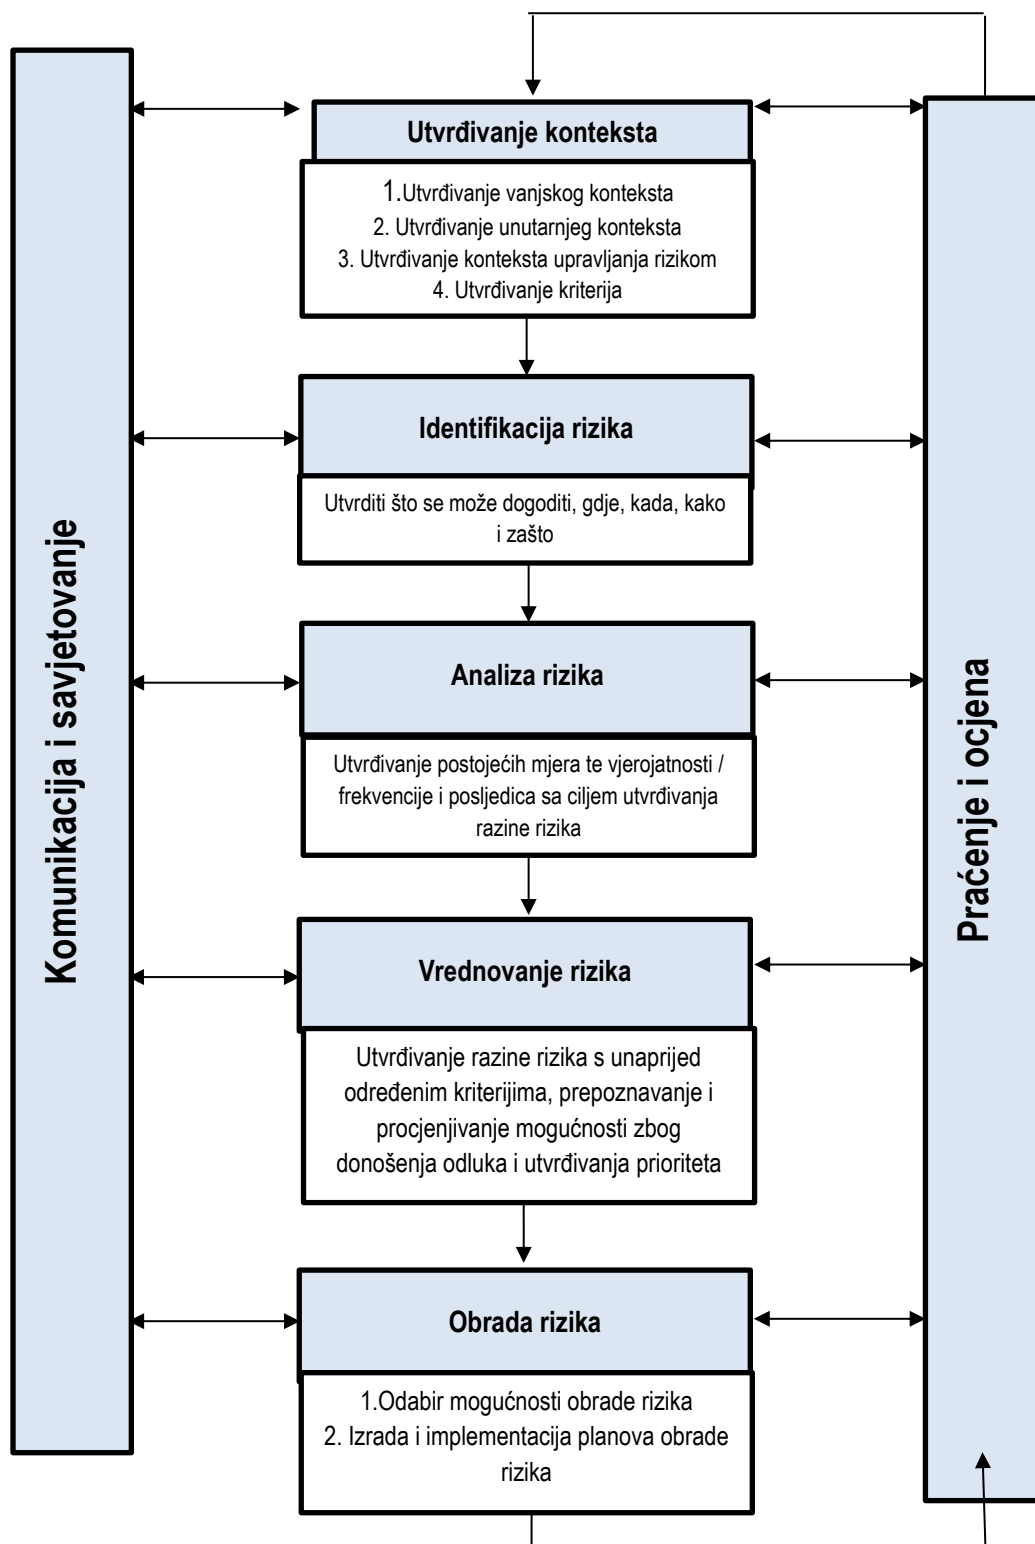 Komunikacija i savjetovanje
Utvrđivanje konteksta
1.Utvrđivanje vanjskog konteksta
2. Utvrđivanje unutarnjeg konteksta
3. Utvrđivanje konteksta upravljanja rizikom
4. Utvrđivanje kriterija
Identifikacija rizika
Utvrditi što se može dogoditi, gdje, kada, kako
i zašto
Analiza rizika
Utvrđivanje postojećih mjera te vjerojatnosti /
frekvencije i posljedica sa ciljem utvrđivanja
razine rizika
Vrednovanje rizika
Utvrđivanje razine rizika s unaprijed
određenim kriterijima, prepoznavanje i
procjenjivanje mogućnosti zbog
donošenja odluka i utvrđivanja prioriteta
Obrada rizika
1.Odabir mogućnosti obrade rizika
2. Izrada i implementacija planova obrade
rizika
Praćenje i ocjena